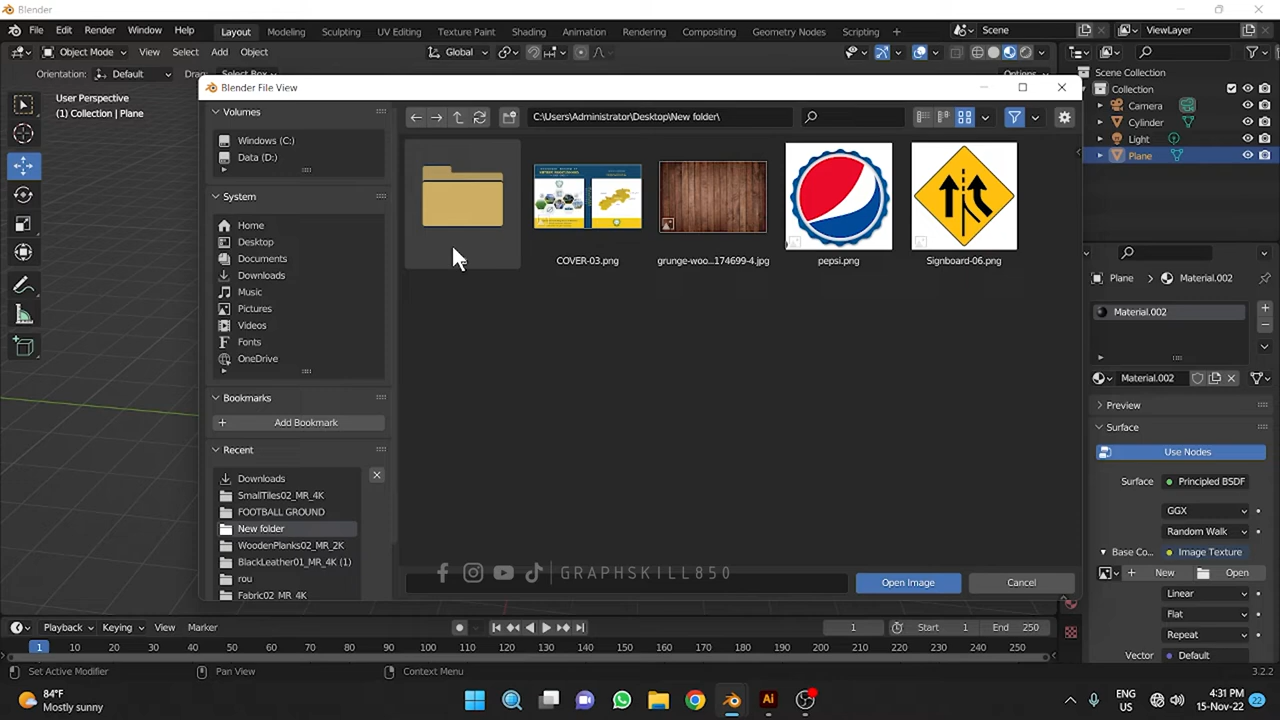 Blender
File Edit Render Window Help Layout Modeling Sculpting UV Editing Texture Paint Shading Animation Rendering Compositing Geometry Nodes Scripting + Scene ViewLayer
Object Mode View Select Add Object Global
Orientation: Default Drag: Select Box Options
User Perspective
(1) Collection | Plane
Blender File View
Volumes
Windows (C:)
Data (D:)
System
Home
Desktop
Documents
Downloads
Music
Pictures
Videos
Fonts
OneDrive
Bookmarks
+ Add Bookmark
Recent
Downloads
SmallTiles02_MR_4K
FOOTBALL GROUND
New folder
WoodenPlanks02_MR_2K
BlackLeather01_MR_4K (1)
rou
Fabric02_MR_4K
C:\Users\Administrator\Desktop\New folder\
COVER-03.png
grunge-woo...174699-4.jpg
pepsi.png
Signboard-06.png
GRAPHSKILL850
Open Image
Cancel
Scene Collection
Collection
Camera
Cylinder
Light
Plane
Plane Material.002
Material.002
Material.002
Preview
Surface
Use Nodes
Surface Principled BSDF
GGX
Random Walk
Base Co... Image Texture
New Open
Linear
Flat
Repeat
Vector Default
Playback Keying View Marker 1 Start 1 End 250
1 10 20 30 40 50 60 70 80 90 100 110 120 130 140 150 160 170 180 190 200 210 220 230 240 250
Set Active Modifier Pan View Context Menu 3.2.2
84°F
Mostly sunny
Ai
ENG
US
4:31 PM
15-Nov-22
22